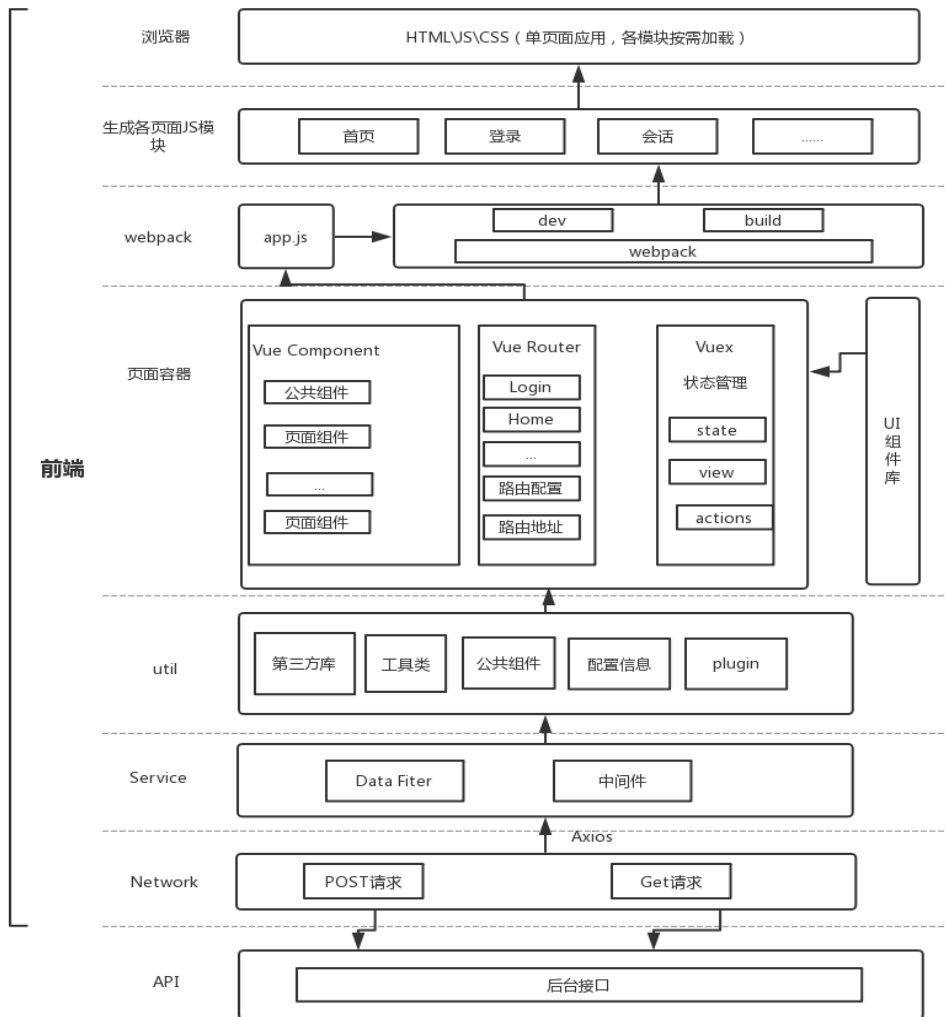 浏览器
HTML\JS\CSS（单页面应用，各模块按需加载）
生成各页面JS模
块
首页
登录
会话
......
webpack
app.js
dev
build
webpack
页面容器
Vue Component
公共组件
页面组件
...
页面组件
Vue Router
Login
Home
...
路由配置
路由地址
Vuex
状态管理
state
view
actions
UI
组
件
库
前端
util
第三方库
工具类
公共组件
配置信息
plugin
Service
Data Fiter
中间件
Axios
Network
POST请求
Get请求
API
后台接口